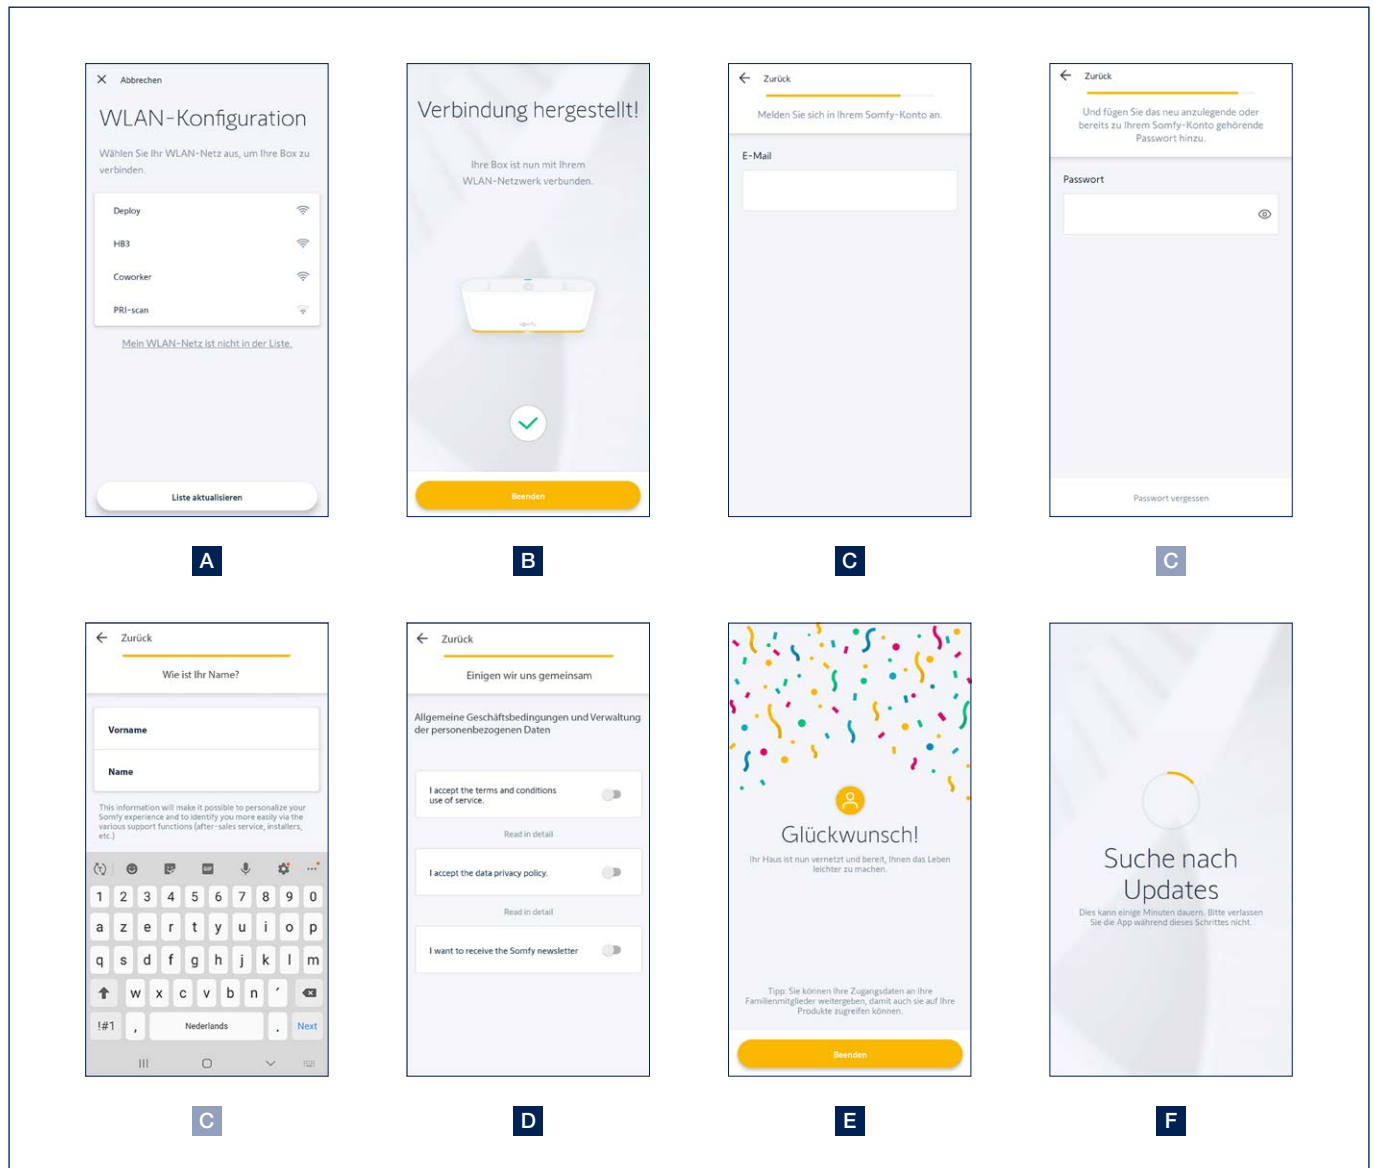 Abbrechen
WLAN-Konfiguration
Wählen Sie Ihr WLAN-Netz aus, um Ihre Box zu
verbinden.
Deploy
HB3
Coworker
PRI-scan
Mein WLAN-Netz ist nicht in der Liste.
Liste aktualisieren
A
Verbindung hergestellt!
Ihre Box ist nun mit Ihrem
WLAN-Netzwerk verbunden.
somfy
Beenden
B
Zurück
Melden Sie sich in Ihrem Somfy-Konto an.
E-Mail
C
Zurück
Und fügen Sie das neu anzulegende oder
bereits zu Ihrem Somfy-Konto gehörende
Passwort hinzu.
Passwort
Passwort vergessen
C
Zurück
Wie ist Ihr Name?
Vorname
Name
This information will make it possible to personalize your
Somfy experience and to identify you more easily via the
various support functions (after-sales service, installers,
etc.)
GIF
1 2 3 4 5 6 7 8 9 0
a z e r t y u i o p
q s d f g h j k l m
w x c v b n ´
!#1 , Nederlands . Next
C
Zurück
Einigen wir uns gemeinsam
Allgemeine Geschäftsbedingungen und Verwaltung
der personenbezogenen Daten
I accept the terms and conditions
use of service.
Read in detail
I accept the data privacy policy.
Read in detail
I want to receive the Somfy newsletter
D
Glückwunsch!
Ihr Haus ist nun vernetzt und bereit, Ihnen das Leben
leichter zu machen.
Tipp: Sie können Ihre Zugangsdaten an Ihre
Familienmitglieder weitergeben, damit auch sie auf Ihre
Produkte zugreifen können.
Beenden
E
Suche nach
Updates
Dies kann einige Minuten dauern. Bitte verlassen
Sie die App während dieses Schrittes nicht.
F